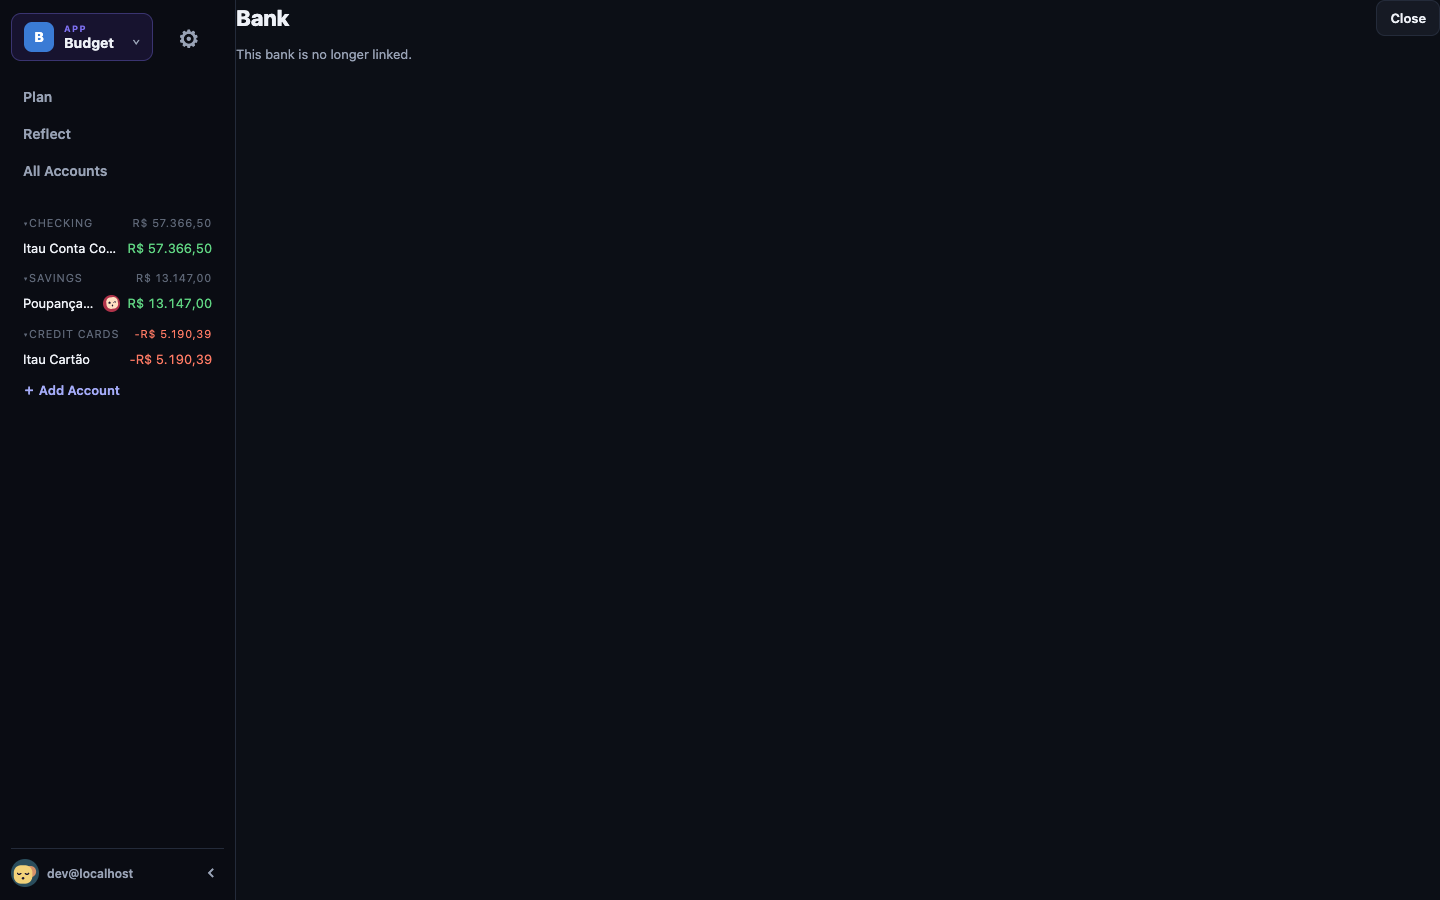 B
APP
Budget
Plan
Reflect
All Accounts
CHECKING R$ 57.366,50
Itau Conta Co... R$ 57.366,50
SAVINGS R$ 13.147,00
Poupança... R$ 13.147,00
CREDIT CARDS -R$ 5.190,39
Itau Cartão -R$ 5.190,39
+ Add Account
dev@localhost
Bank
Close
This bank is no longer linked.